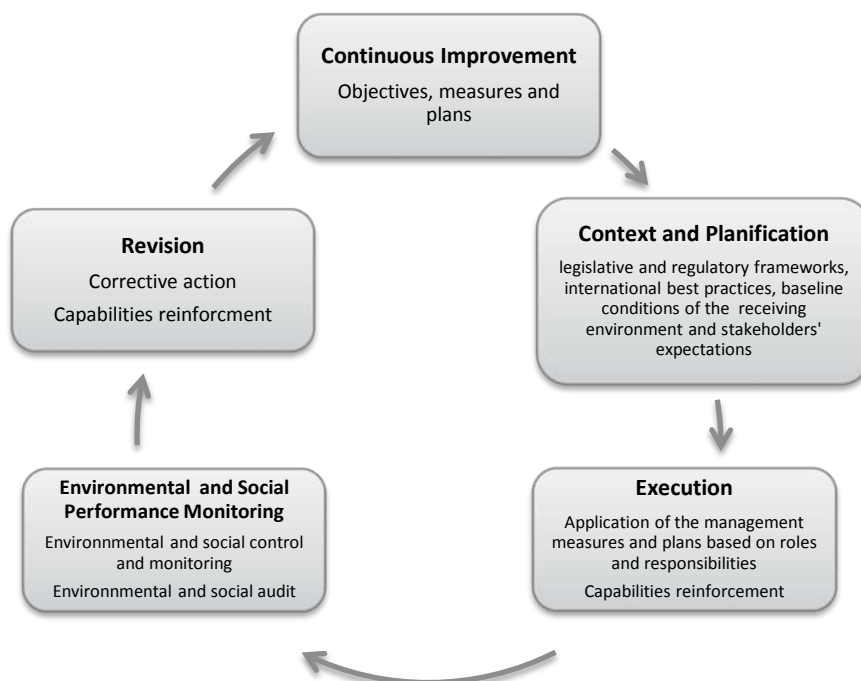 Continuous Improvement
Objectives, measures and
plans
Context and Planification
legislative and regulatory frameworks,
international best practices, baseline
conditions of the receiving
environment and stakeholders'
expectations
Execution
Application of the management
measures and plans based on roles
and responsibilities
Capabilities reinforcement
Environmental and Social
Performance Monitoring
Environnmental and social control
and monitoring
Environnmental and social audit
Revision
Corrective action
Capabilities reinforcment